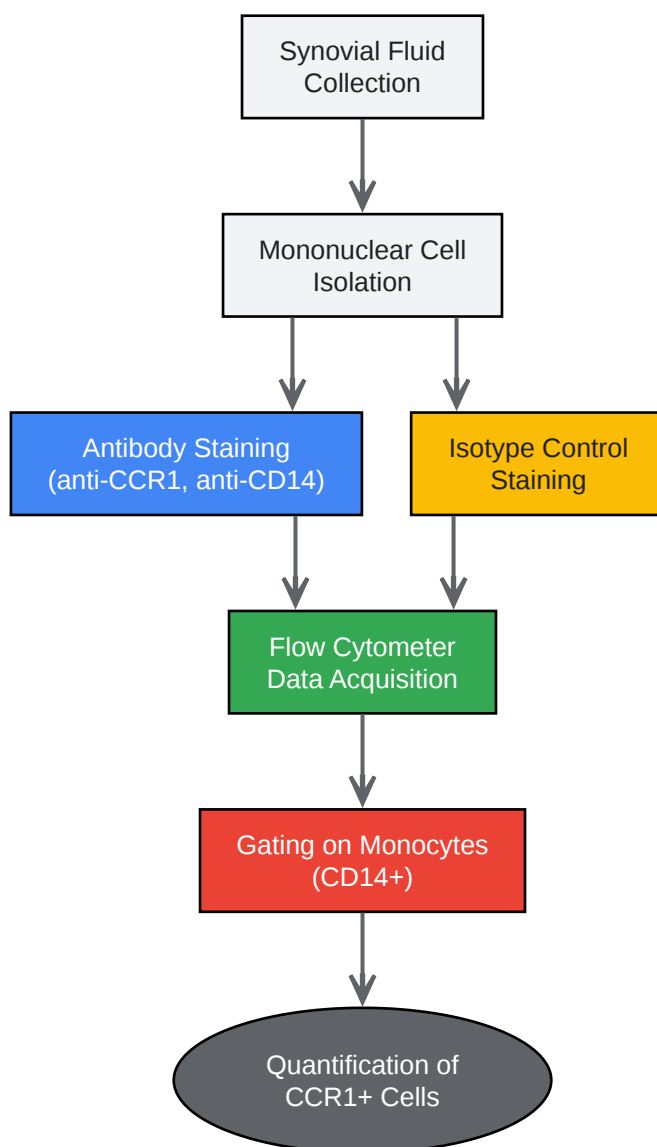 Synovial Fluid
Collection
Mononuclear Cell
Isolation
Antibody Staining
(anti-CCR1, anti-CD14)
Isotype Control
Staining
Flow Cytometer
Data Acquisition
Gating on Monocytes
(CD14+)
Quantification of
CCR1+ Cells